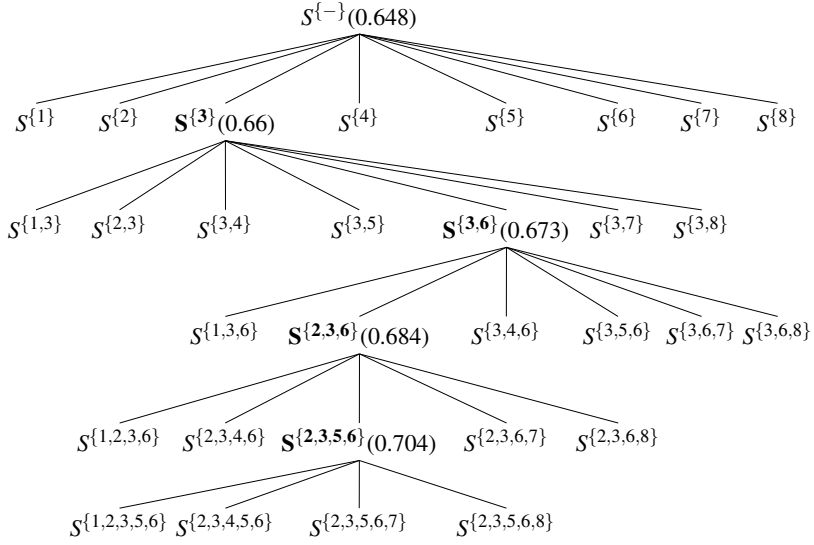 S^{−}(0.648)
S^{1} S^{2} S^{3}(0.66) S^{4} S^{5} S^{6} S^{7} S^{8}
S^{1,3} S^{2,3} S^{3,4} S^{3,5} S^{3,6}(0.673) S^{3,7} S^{3,8}
S^{1,3,6} S^{2,3,6}(0.684) S^{3,4,6} S^{3,5,6} S^{3,6,7} S^{3,6,8}
S^{1,2,3,6} S^{2,3,4,6} S^{2,3,5,6}(0.704) S^{2,3,6,7} S^{2,3,6,8}
S^{1,2,3,5,6} S^{2,3,4,5,6} S^{2,3,5,6,7} S^{2,3,5,6,8}